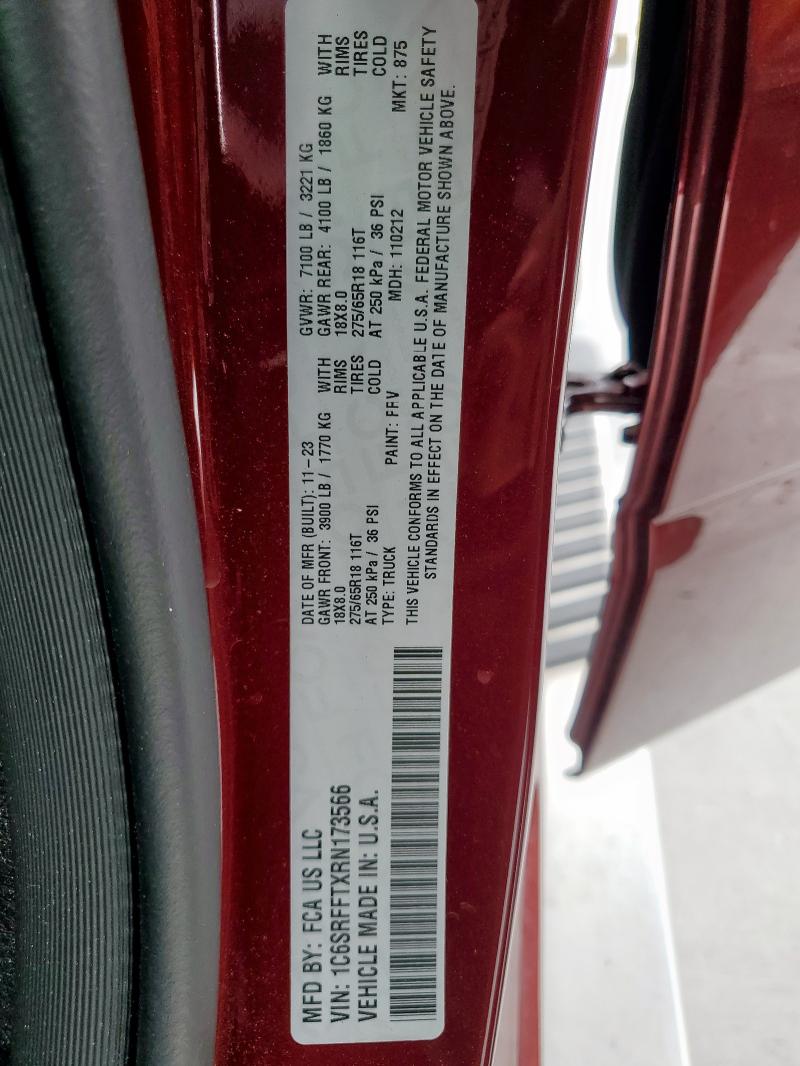 MFD BY: FCA US LLC
VIN: 1C6SRFFTXRN173566
VEHICLE MADE IN: U.S.A.
DATE OF MFR (BUILT): 11-23 GVWR: 7100 LB / 3221 KG
GAWR FRONT: 3900 LB / 1770 KG WITH GAWR REAR: 4100 LB / 1860 KG WITH
18X8.0 RIMS 18X8.0 RIMS
275/65R18 116T TIRES 275/65R18 116T TIRES
AT 250 kPa / 36 PSI COLD AT 250 kPa / 36 PSI COLD
TYPE: TRUCK PAINT: FRV MDH: 110212 MKT: 875
THIS VEHICLE CONFORMS TO ALL APPLICABLE U.S.A. FEDERAL MOTOR VEHICLE SAFETY
STANDARDS IN EFFECT ON THE DATE OF MANUFACTURE SHOWN ABOVE.